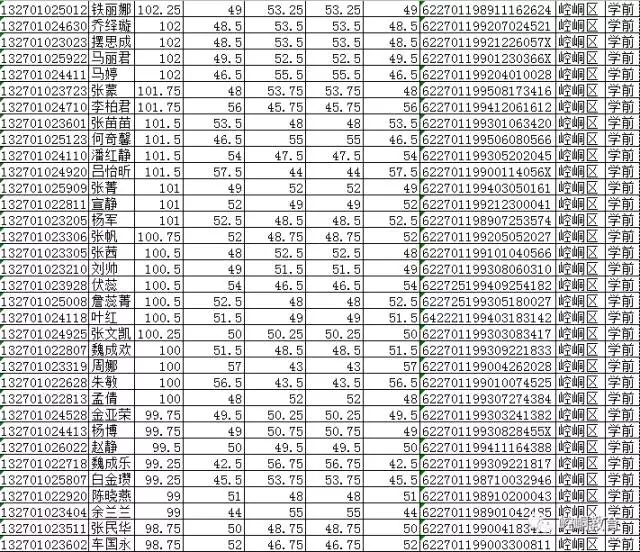 132701025012 铁丽娜 102.25 49 53.25 53.25 49 622701198911162624 崆峒区 学前
132701024630 乔绎璇 102 48.5 53.5 53.5 48.5 622701199207024521 崆峒区 学前
132701023023 摆思成 102 48.5 53.5 53.5 48.5 62270119921226057X 崆峒区 学前
132701025922 马丽君 102 49.5 52.5 52.5 49.5 62270119901230366X 崆峒区 学前
132701024411 马婷 102 46.5 55.5 55.5 46.5 622701199204010028 崆峒区 学前
132701023723 张蒙 101.75 48 53.75 53.75 48 622701199508173416 崆峒区 学前
132701024710 李柏君 101.75 56 45.75 45.75 56 622701199412061612 崆峒区 学前
132701023601 张苗苗 101.5 53.5 48 48 53.5 622701199301063420 崆峒区 学前
132701025123 何奇馨 101.5 46.5 55 55 46.5 622701199506080566 崆峒区 学前
132701024110 潘红静 101.5 54 47.5 47.5 54 622701199305202045 崆峒区 学前
132701024920 吕怡昕 101.5 57.5 44 44 57.5 62270119900114056X 崆峒区 学前
132701025909 张菁 101 49 52 52 49 622701199403050161 崆峒区 学前
132701022811 宣静 101 52 49 49 52 622701199212300041 崆峒区 学前
132701023205 杨军 101 52.5 48.5 48.5 52.5 622701198907253574 崆峒区 学前
132701023306 张帆 100.75 52 48.75 48.75 52 622701199205052027 崆峒区 学前
132701023305 张茜 100.5 48 52.5 52.5 48 622701199101040566 崆峒区 学前
132701023210 刘帅 100.5 49 51.5 51.5 49 622701199308060310 崆峒区 学前
132701023928 伏蕊 100.5 54 46.5 46.5 54 622725199409254182 崆峒区 学前
132701025008 詹蕊菁 100.5 52.5 48 48 52.5 622725199305180027 崆峒区 学前
132701024118 叶红 100.5 51.5 49 49 51.5 642221199403183142 崆峒区 学前
132701024925 张文凯 100.25 50 50.25 50.25 50 622701199303083417 崆峒区 学前
132701022807 魏成欢 100 51.5 48.5 48.5 51.5 622701199309221833 崆峒区 学前
132701023319 周娜 100 57 43 43 57 622701199004262028 崆峒区 学前
132701022628 朱敏 100 56.5 43.5 43.5 56.5 622701199010074525 崆峒区 学前
132701022813 孟倩 100 48 52 52 48 622701199307274384 崆峒区 学前
132701024528 金亚荣 99.75 49.5 50.25 50.25 49.5 622701199303241382 崆峒区 学前
132701024413 杨博 99.75 49 50.75 50.75 49 62270119930828455X 崆峒区 学前
132701026022 赵静 99.5 50 49.5 49.5 50 622701199411164388 崆峒区 学前
132701022718 魏成乐 99.25 42.5 56.75 56.75 42.5 622701199309221817 崆峒区 学前
132701025807 白金瓒 99.25 45.5 53.75 53.75 45.5 622701198710032946 崆峒区 学前
132701022920 陈晓燕 99 51 48 48 51 622701198910200043 崆峒区 学前
132701023404 余兰兰 99 44 55 55 44 崆峒区 学前
132701023511 张民华 98.75 50 48.75 48.75 50 崆峒区 学前
132701023602 车国永 98.75 52 46.75 46.75 52 崆峒区 学前
崆峒教育